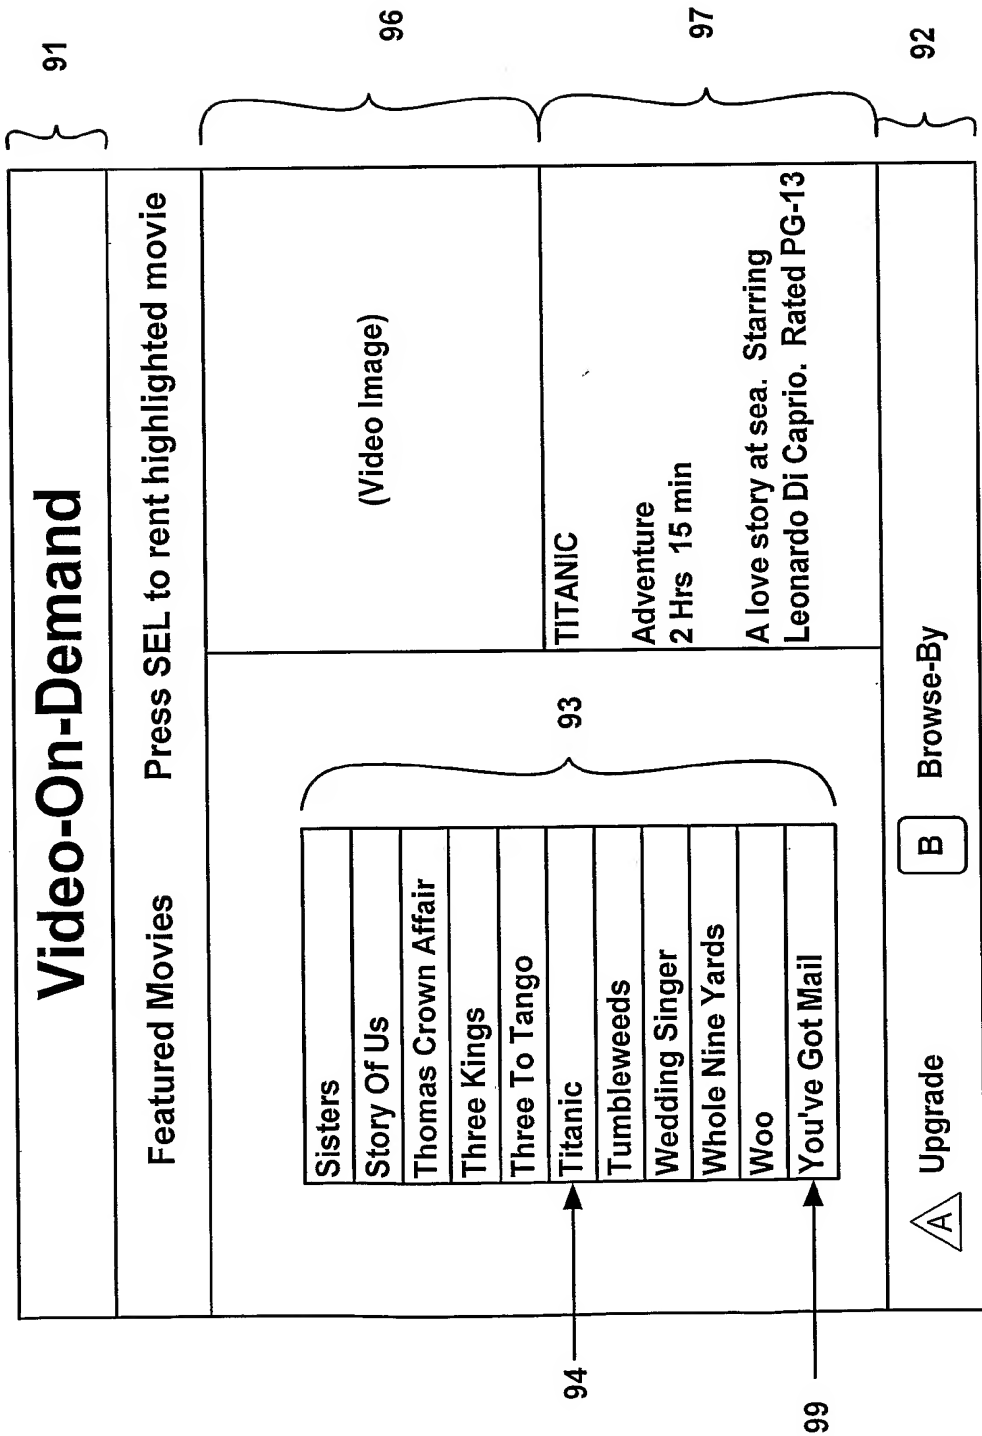 Video-On-Demand
91
Featured Movies Press SEL to rent highlighted movie
Sisters
Story Of Us
Thomas Crown Affair
Three Kings
Three To Tango
Titanic
Tumbleweeds
Wedding Singer
Whole Nine Yards
Woo
You've Got Mail
93
94
99
(Video Image)
96
TITANIC
Adventure
2 Hrs 15 min
A love story at sea. Starring
Leonardo Di Caprio. Rated PG-13
97
A Upgrade B Browse-By
92